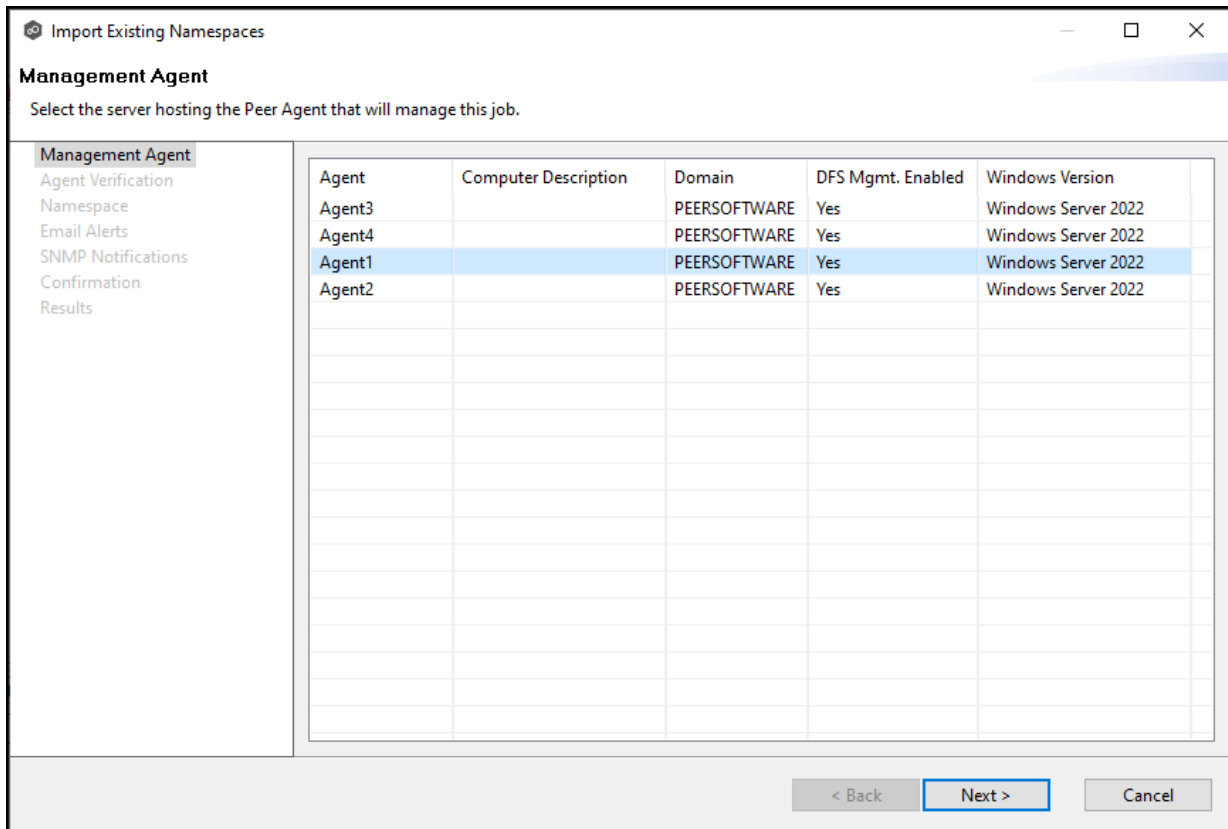 Import Existing Namespaces
Management Agent
Select the server hosting the Peer Agent that will manage this job.
Management Agent
Agent Verification
Namespace
Email Alerts
SNMP Notifications
Confirmation
Results
Agent Computer Description Domain DFS Mgmt. Enabled Windows Version
Agent3 PEERSOFTWARE Yes Windows Server 2022
Agent4 PEERSOFTWARE Yes Windows Server 2022
Agent1 PEERSOFTWARE Yes Windows Server 2022
Agent2 PEERSOFTWARE Yes Windows Server 2022
< Back Next > Cancel